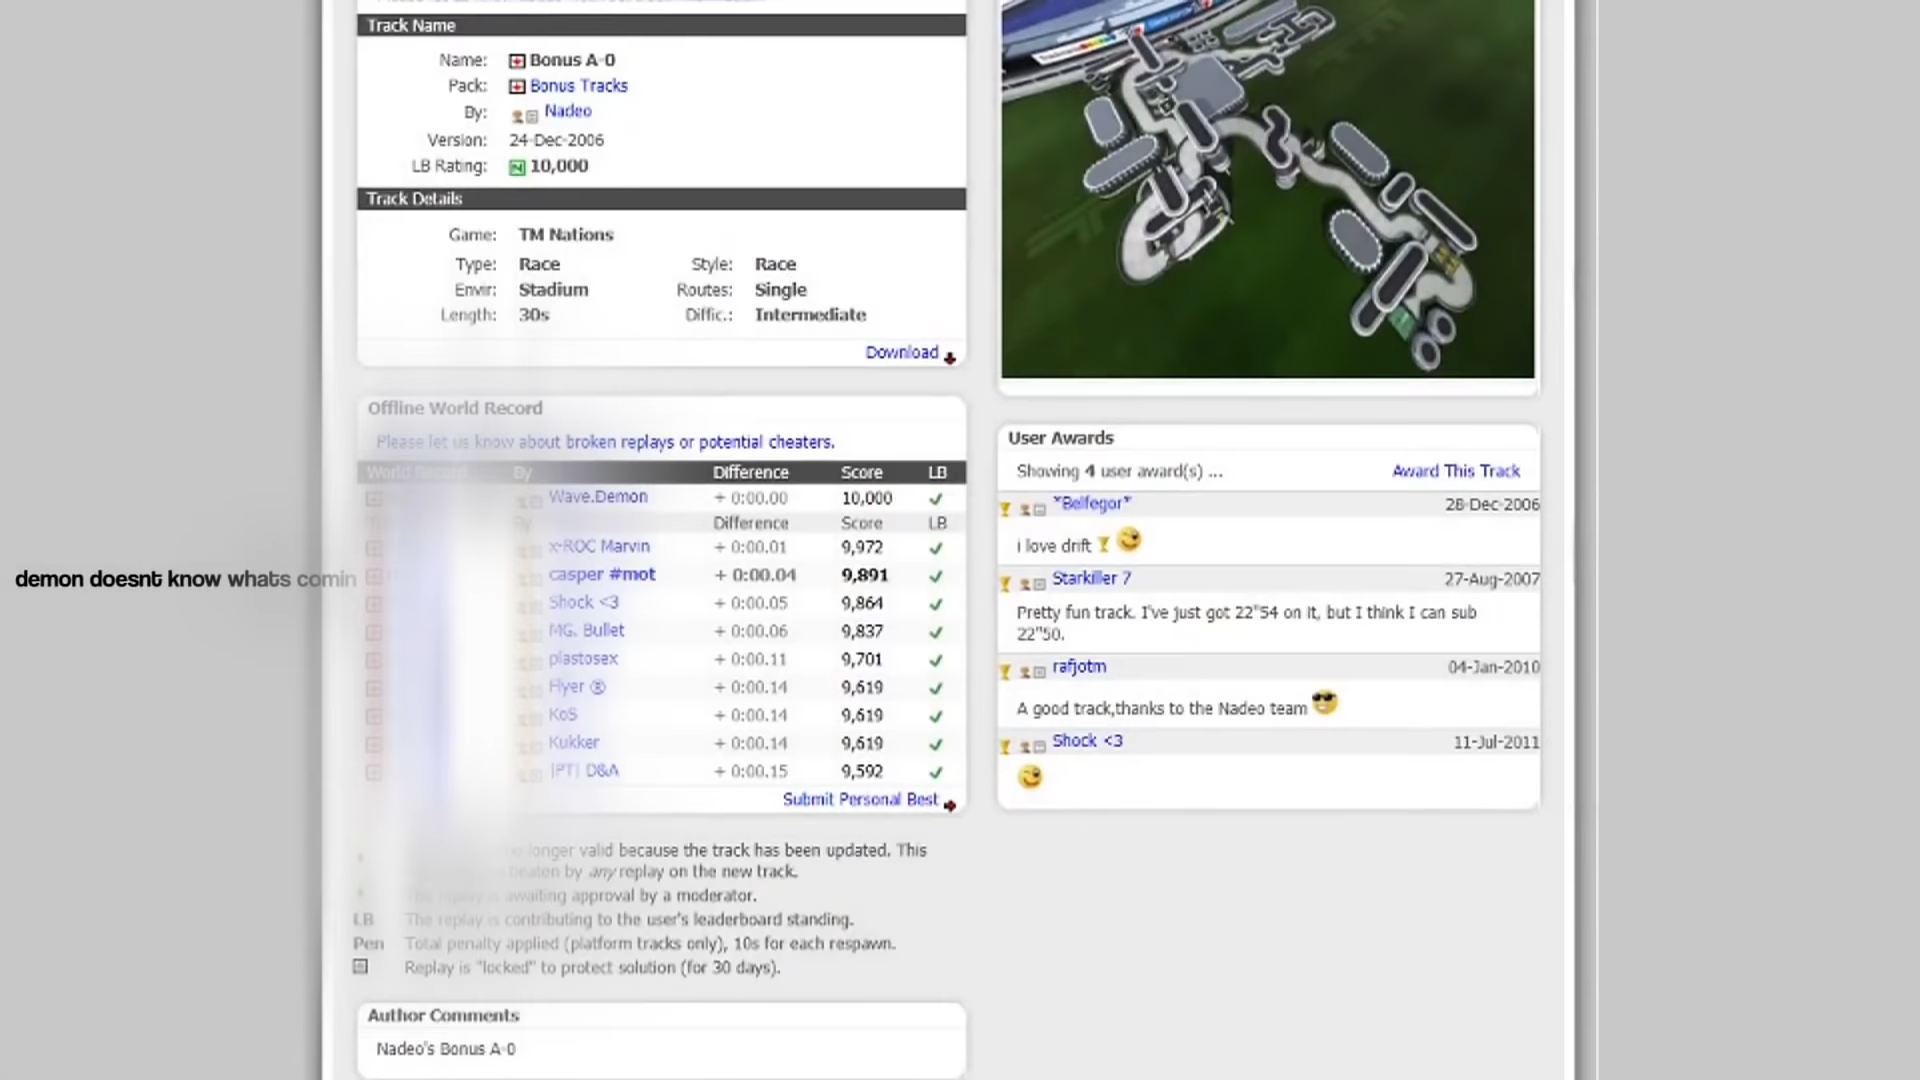 Track Name
Name: Bonus A-0
Pack: Bonus Tracks
By: Nadeo
Version: 24-Dec-2006
LB Rating: 10,000
Track Details
Game: TM Nations
Type: Race Style: Race
Envir: Stadium Routes: Single
Length: 30s Diffic.: Intermediate
Download
Offline World Record
Please let us know about broken replays or potential cheaters.
World Record By Difference Score LB
Wave.Demon + 0:00.00 10,000
By Difference Score LB
x-ROC Marvin + 0:00.01 9,972
casper #mot + 0:00.04 9,891
Shock <3 + 0:00.05 9,864
MG. Bullet + 0:00.06 9,837
plastosex + 0:00.11 9,701
Flyer ® + 0:00.14 9,619
KoS + 0:00.14 9,619
Kukker + 0:00.14 9,619
|PT| D&A + 0:00.15 9,592
Submit Personal Best
demon doesnt know whats comin
longer valid because the track has been updated. This
beaten by any replay on the new track.
The replay is awaiting approval by a moderator.
LB The replay is contributing to the user's leaderboard standing.
Pen Total penalty applied (platform tracks only), 10s for each respawn.
Replay is "locked" to protect solution (for 30 days).
Author Comments
Nadeo's Bonus A-0
User Awards
Showing 4 user award(s) ... Award This Track
*Belfegor* 28-Dec-2006
i love drift
Starkiller 7 27-Aug-2007
Pretty fun track. I've just got 22"54 on it, but I think I can sub
22"50.
rafjotm 04-Jan-2010
A good track,thanks to the Nadeo team
Shock <3 11-Jul-2011